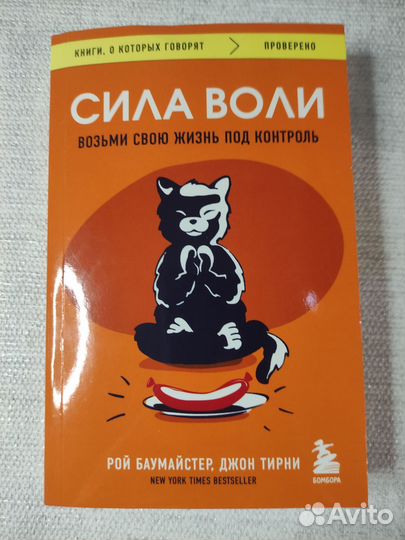 КНИГИ, О КОТОРЫХ ГОВОРЯТ
ПРОВЕРЕНО
СИЛА ВОЛИ
ВОЗЬМИ СВОЮ ЖИЗНЬ ПОД КОНТРОЛЬ
РОЙ БАУМАЙСТЕР, ДЖОН ТИРНИ
NEW YORK TIMES BESTSELLER
БОМБОРА
Avito